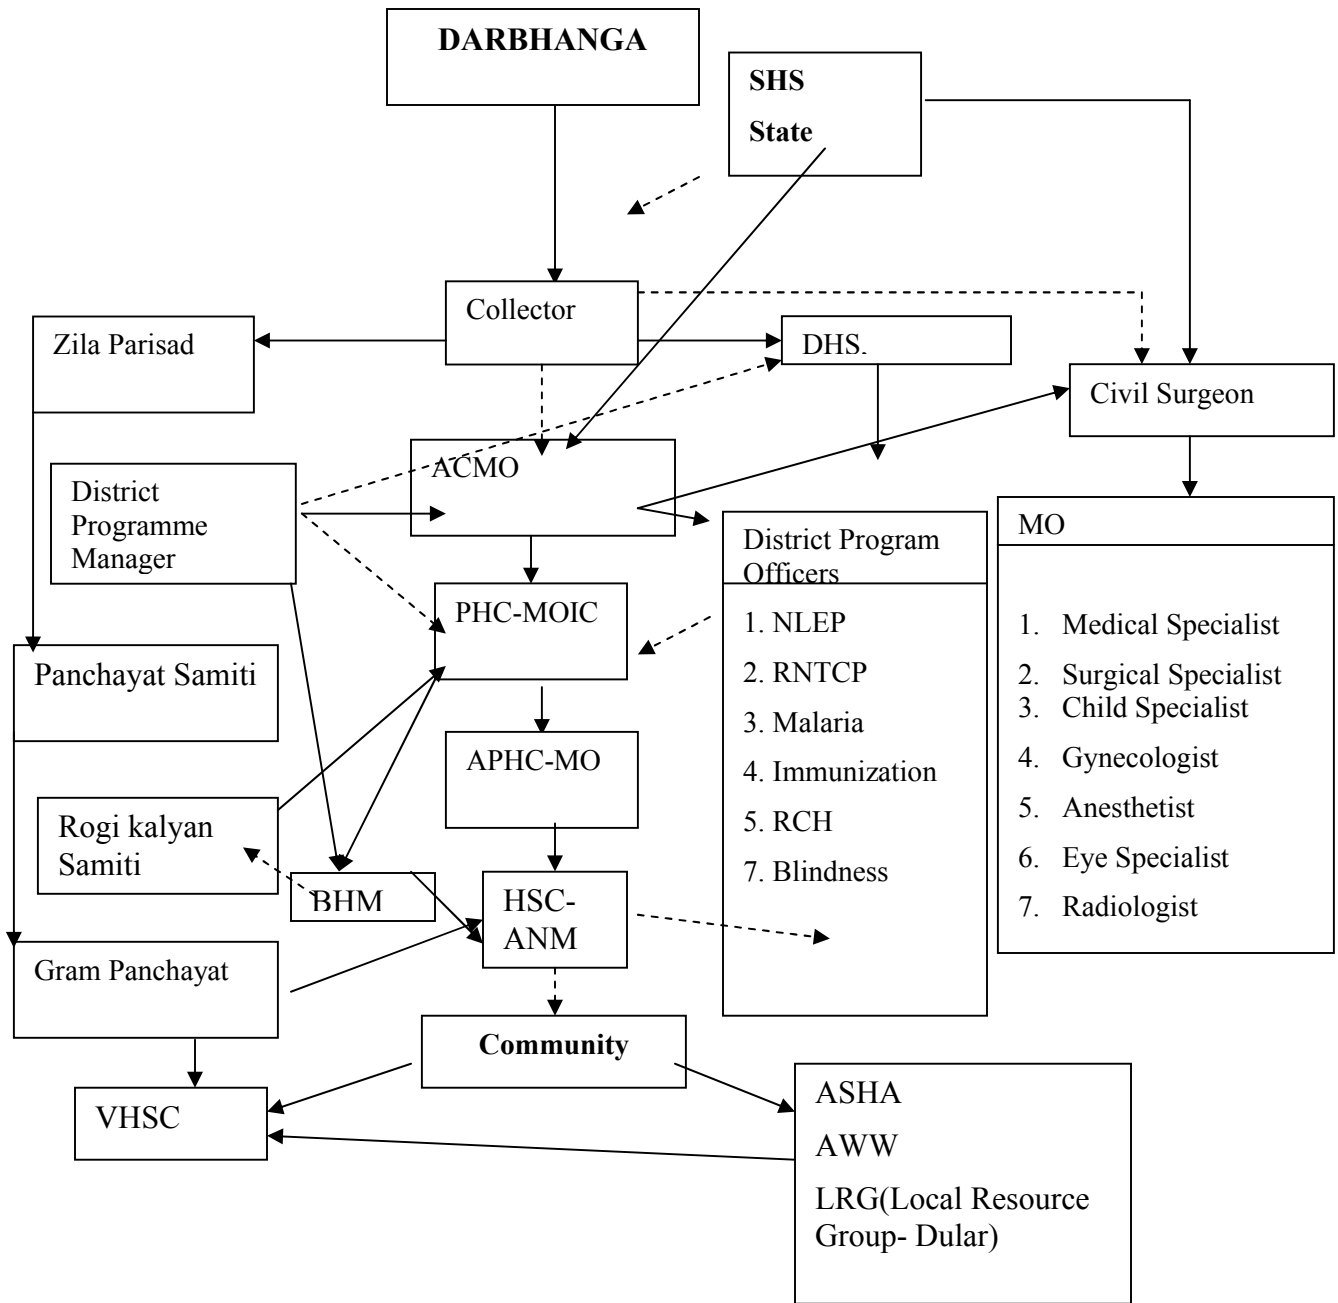 DARBHANGA
SHS
State
Collector
Zila Parisad
DHS.
Civil Surgeon
ACMO
District
Programme
Manager
MO
District Program
Officers
PHC-MOIC
1. NLEP
2. RNTCP
3. Malaria
4. Immunization
5. RCH
7. Blindness
1. Medical Specialist
2. Surgical Specialist
3. Child Specialist
4. Gynecologist
5. Anesthetist
6. Eye Specialist
7. Radiologist
Panchayat Samiti
APHC-MO
Rogi kalyan
Samiti
BHM
HSC-
ANM
Gram Panchayat
Community
VHSC
ASHA
AWW
LRG(Local Resource
Group- Dular)